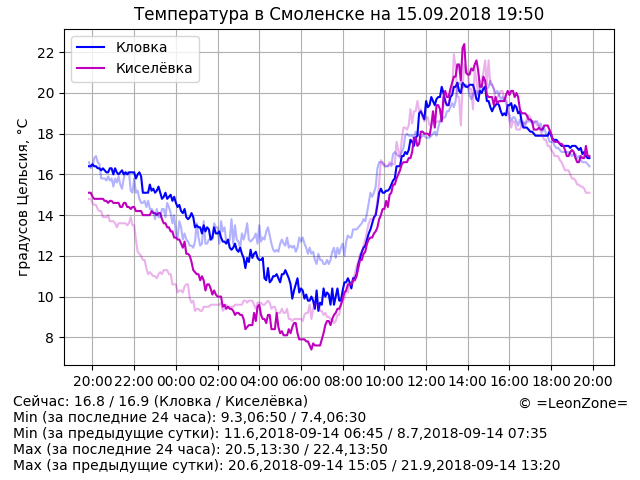 Температура в Смоленске на 15.09.2018 19:50
Кловка
Киселёвка
градусов Цельсия, °C
22
20
18
16
14
12
10
8
20:00 22:00 00:00 02:00 04:00 06:00 08:00 10:00 12:00 14:00 16:00 18:00 20:00
Сейчас: 16.8 / 16.9 (Кловка / Киселёвка)
© =LeonZone=
Min (за последние 24 часа): 9.3,06:50 / 7.4,06:30
Min (за предыдущие сутки): 11.6,2018-09-14 06:45 / 8.7,2018-09-14 07:35
Max (за последние 24 часа): 20.5,13:30 / 22.4,13:50
Max (за предыдущие сутки): 20.6,2018-09-14 15:05 / 21.9,2018-09-14 13:20